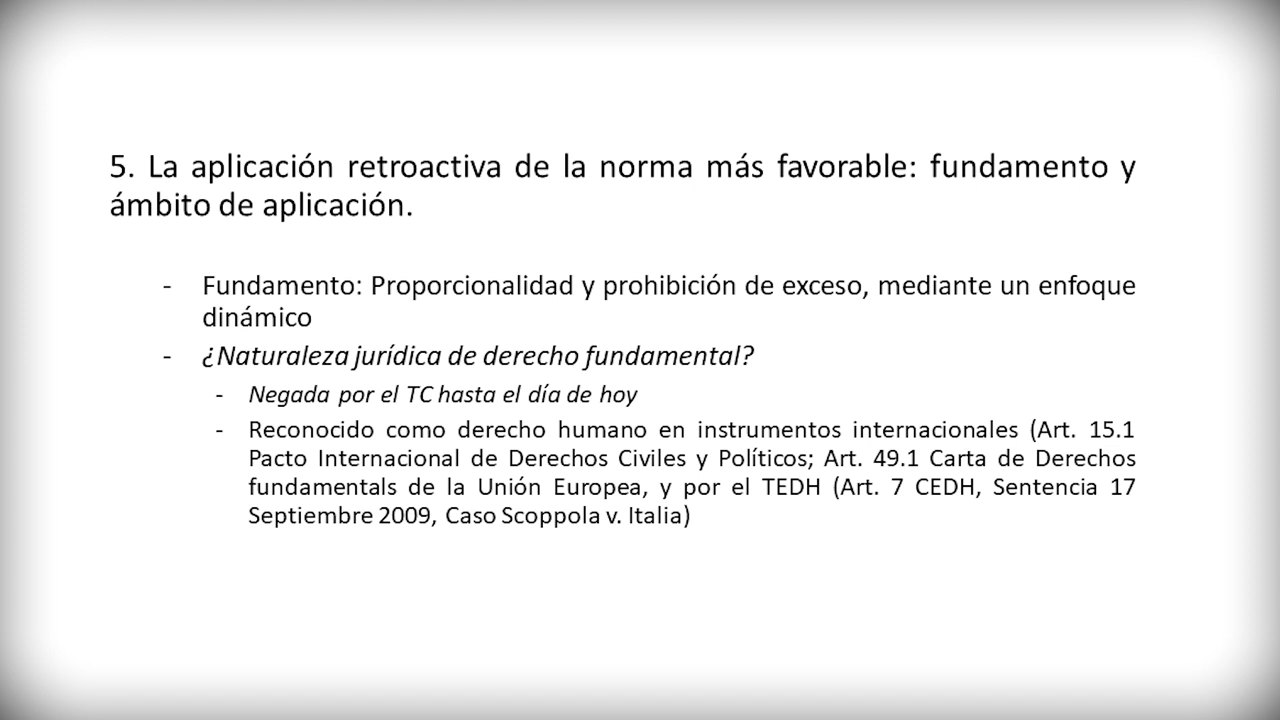 5. La aplicación retroactiva de la norma más favorable: fundamento y
ámbito de aplicación.
- Fundamento: Proporcionalidad y prohibición de exceso, mediante un enfoque
dinámico
- ¿Naturaleza jurídica de derecho fundamental?
- Negada por el TC hasta el día de hoy
- Reconocido como derecho humano en instrumentos internacionales (Art. 15.1
Pacto Internacional de Derechos Civiles y Políticos; Art. 49.1 Carta de Derechos
fundamentals de la Unión Europea, y por el TEDH (Art. 7 CEDH, Sentencia 17
Septiembre 2009, Caso Scoppola v. Italia)